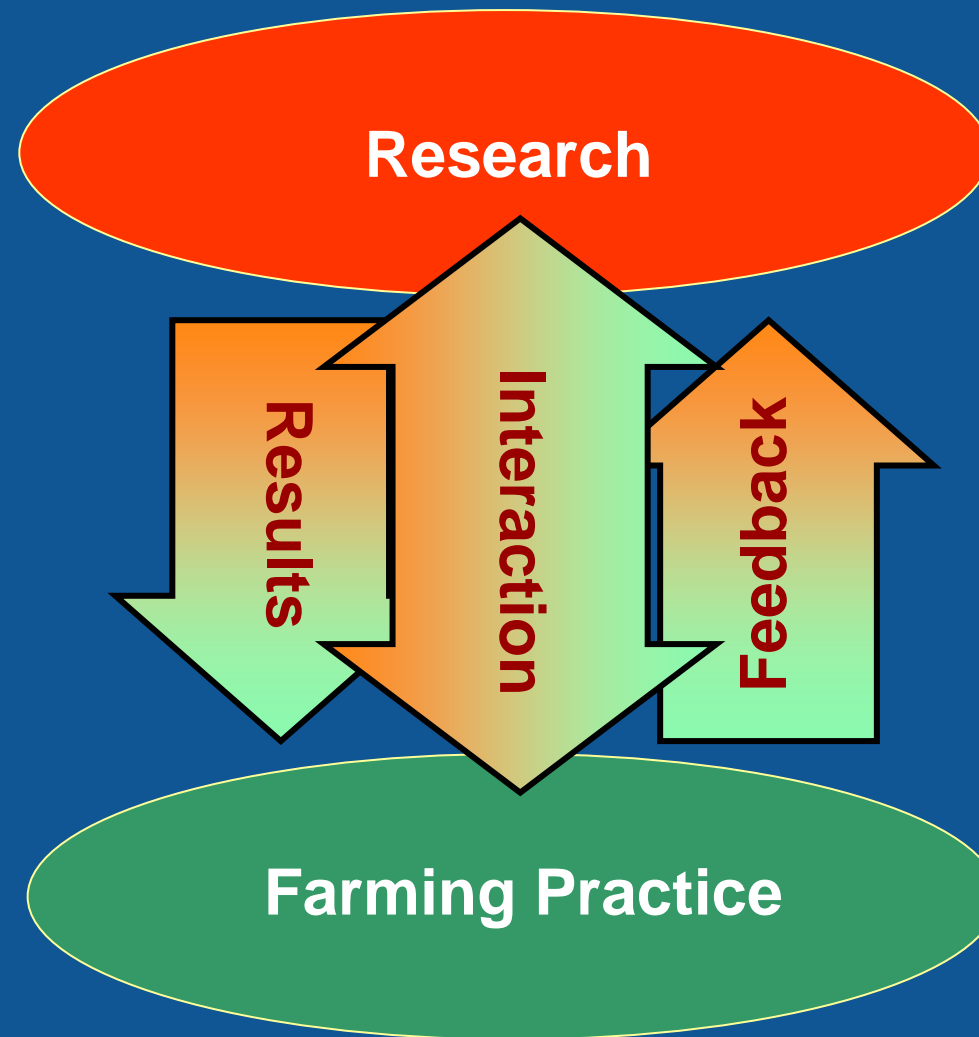 Research
Results
Interaction
Feedback
Farming Practice